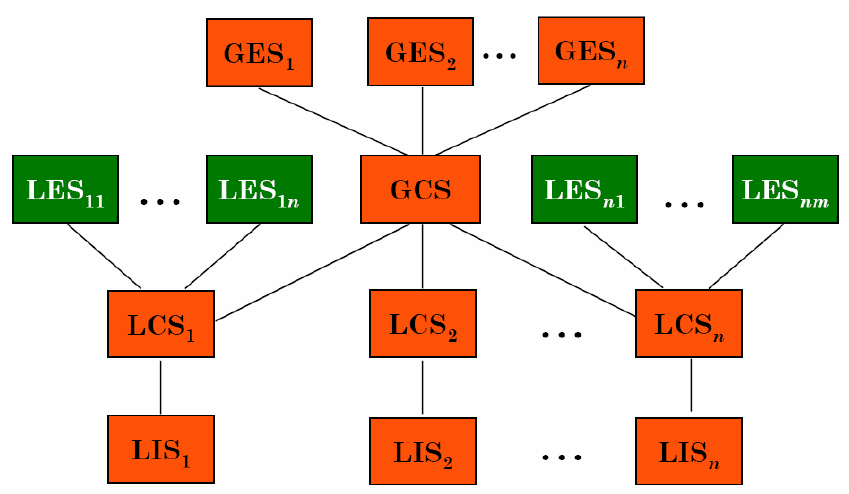 GES₁ GES₂ ... GESₙ
LES₁₁ ... LES₁ₙ GCS LESₙ₁ ... LESₙₘ
LCS₁ LCS₂ ... LCSₙ
LIS₁ LIS₂ ... LISₙ